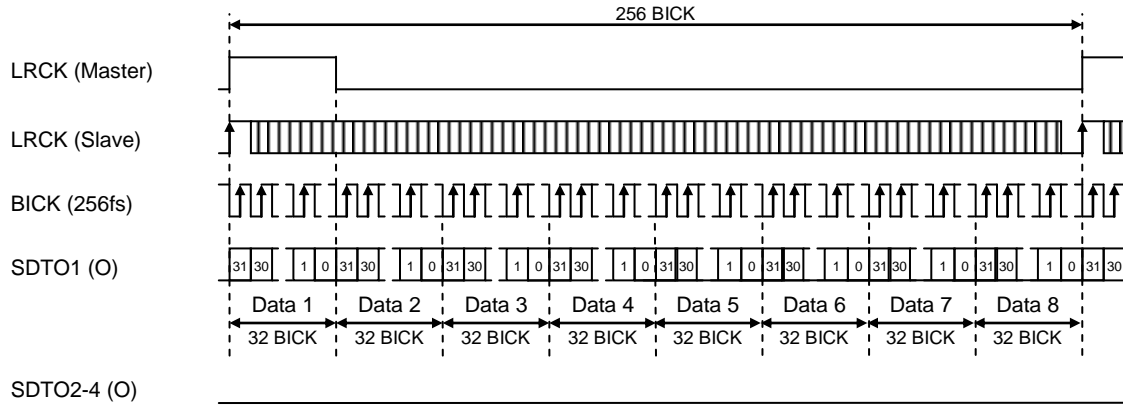 256 BICK
LRCK (Master)
LRCK (Slave)
BICK (256fs)
SDTO1 (O)
31 30 1 0 31 30 1 0 31 30 1 0 31 30 1 0 31 30 1 0 31 30 1 0 31 30 1 0 31 30 1 0 31 30
Data 1 Data 2 Data 3 Data 4 Data 5 Data 6 Data 7 Data 8
32 BICK 32 BICK 32 BICK 32 BICK 32 BICK 32 BICK 32 BICK 32 BICK
SDTO2-4 (O)